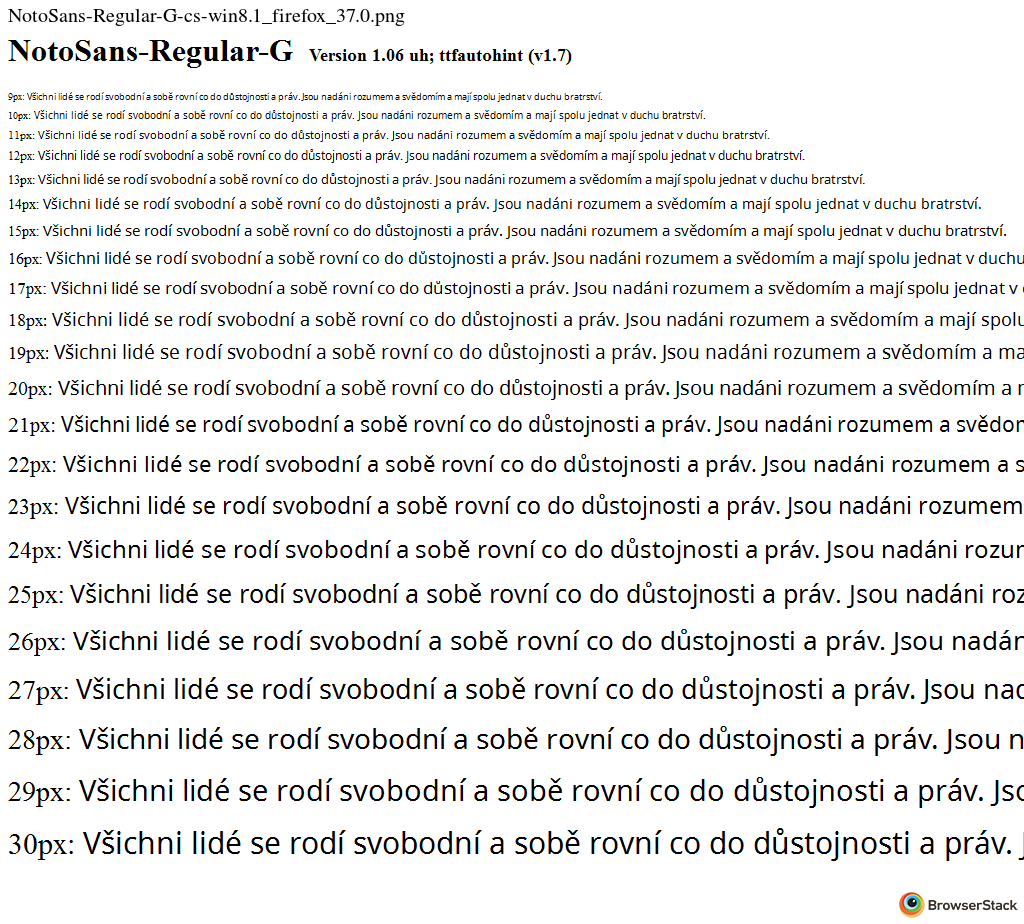 NotoSans-Regular-G-cs-win8.1_firefox_37.0.png
NotoSans-Regular-G Version 1.06 uh; ttfautohint (v1.7)
9px: Všichni lidé se rodí svobodní a sobě rovní co do důstojnosti a práv. Jsou nadáni rozumem a svědomím a mají spolu jednat v duchu bratrství.
10px: Všichni lidé se rodí svobodní a sobě rovní co do důstojnosti a práv. Jsou nadáni rozumem a svědomím a mají spolu jednat v duchu bratrství.
11px: Všichni lidé se rodí svobodní a sobě rovní co do důstojnosti a práv. Jsou nadáni rozumem a svědomím a mají spolu jednat v duchu bratrství.
12px: Všichni lidé se rodí svobodní a sobě rovní co do důstojnosti a práv. Jsou nadáni rozumem a svědomím a mají spolu jednat v duchu bratrství.
13px: Všichni lidé se rodí svobodní a sobě rovní co do důstojnosti a práv. Jsou nadáni rozumem a svědomím a mají spolu jednat v duchu bratrství.
14px: Všichni lidé se rodí svobodní a sobě rovní co do důstojnosti a práv. Jsou nadáni rozumem a svědomím a mají spolu jednat v duchu bratrství.
15px: Všichni lidé se rodí svobodní a sobě rovní co do důstojnosti a práv. Jsou nadáni rozumem a svědomím a mají spolu jednat v duchu bratrství.
16px: Všichni lidé se rodí svobodní a sobě rovní co do důstojnosti a práv. Jsou nadáni rozumem a svědomím a mají spolu jednat v duchu
17px: Všichni lidé se rodí svobodní a sobě rovní co do důstojnosti a práv. Jsou nadáni rozumem a svědomím a mají spolu jednat v
18px: Všichni lidé se rodí svobodní a sobě rovní co do důstojnosti a práv. Jsou nadáni rozumem a svědomím a mají spolu
19px: Všichni lidé se rodí svobodní a sobě rovní co do důstojnosti a práv. Jsou nadáni rozumem a svědomím a ma
20px: Všichni lidé se rodí svobodní a sobě rovní co do důstojnosti a práv. Jsou nadáni rozumem a svědomím a
21px: Všichni lidé se rodí svobodní a sobě rovní co do důstojnosti a práv. Jsou nadáni rozumem a svědom
22px: Všichni lidé se rodí svobodní a sobě rovní co do důstojnosti a práv. Jsou nadáni rozumem a s
23px: Všichni lidé se rodí svobodní a sobě rovní co do důstojnosti a práv. Jsou nadáni rozumem
24px: Všichni lidé se rodí svobodní a sobě rovní co do důstojnosti a práv. Jsou nadáni rozum
25px: Všichni lidé se rodí svobodní a sobě rovní co do důstojnosti a práv. Jsou nadáni roz
26px: Všichni lidé se rodí svobodní a sobě rovní co do důstojnosti a práv. Jsou nadán
27px: Všichni lidé se rodí svobodní a sobě rovní co do důstojnosti a práv. Jsou nad
28px: Všichni lidé se rodí svobodní a sobě rovní co do důstojnosti a práv. Jsou n
29px: Všichni lidé se rodí svobodní a sobě rovní co do důstojnosti a práv. Jso
30px: Všichni lidé se rodí svobodní a sobě rovní co do důstojnosti a práv. J
BrowserStack